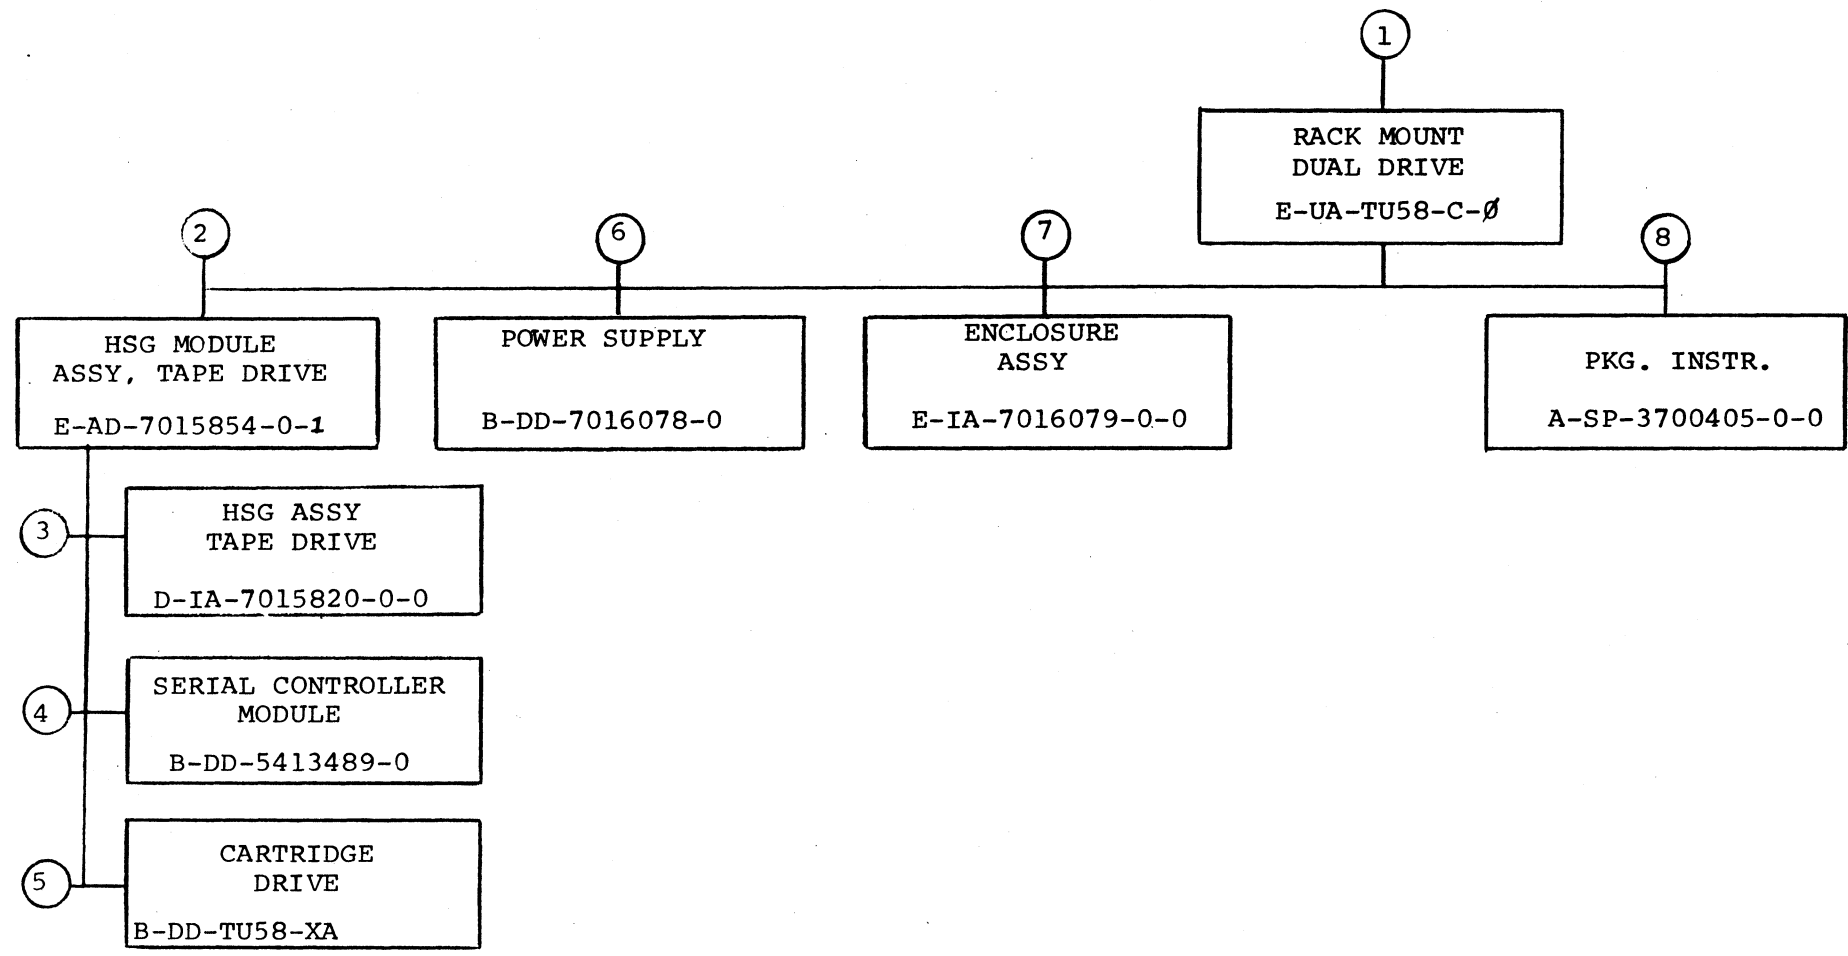 1
RACK MOUNT
DUAL DRIVE
E-UA-TU58-C-Ø
2
HSG MODULE
ASSY, TAPE DRIVE
E-AD-7015854-0-1
6
POWER SUPPLY
B-DD-7016078-0
7
ENCLOSURE
ASSY
E-IA-7016079-0-0
8
PKG. INSTR.
A-SP-3700405-0-0
3
HSG ASSY
TAPE DRIVE
D-IA-7015820-0-0
4
SERIAL CONTROLLER
MODULE
B-DD-5413489-0
5
CARTRIDGE
DRIVE
B-DD-TU58-XA